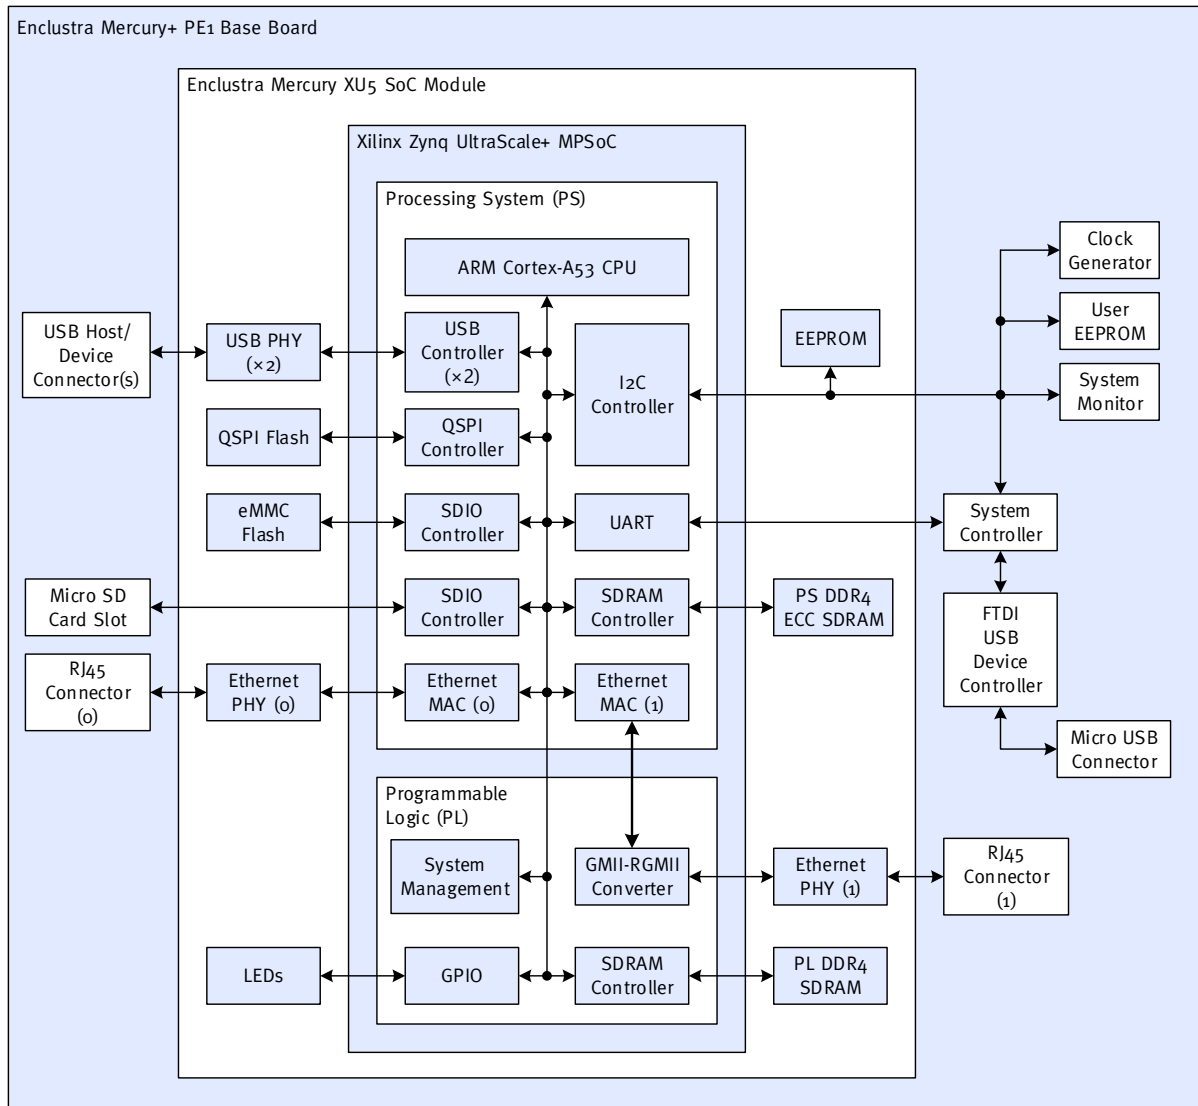 Enclustra Mercury+ PE1 Base Board
Enclustra Mercury XU5 SoC Module
Xilinx Zynq UltraScale+ MPSoC
Processing System (PS)
ARM Cortex-A53 CPU
Clock
Generator
USB Host/
Device
Connector(s)
USB PHY
(×2)
USB
Controller
(×2)
I2C
Controller
EEPROM
User
EEPROM
System
Monitor
QSPI Flash
QSPI
Controller
eMMC
Flash
SDIO
Controller
UART
System
Controller
Micro SD
Card Slot
SDIO
Controller
SDRAM
Controller
PS DDR4
ECC SDRAM
FTDI
USB
Device
Controller
RJ45
Connector
(0)
Ethernet
PHY (0)
Ethernet
MAC (0)
Ethernet
MAC (1)
Micro USB
Connector
Programmable
Logic (PL)
System
Management
GMII-RGMII
Converter
Ethernet
PHY (1)
RJ45
Connector
(1)
LEDs
GPIO
SDRAM
Controller
PL DDR4
SDRAM